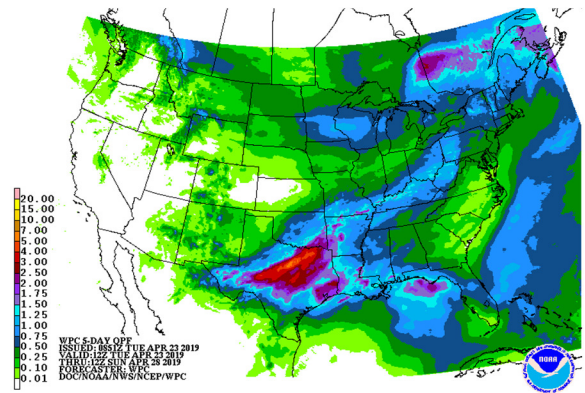 20.00
15.00
10.00
7.00
5.00
4.00
3.00
2.50
2.00
1.75
1.50
1.25
1.00
0.75
0.50
0.25
0.10
0.01
WPC 5-DAY QPF
ISSUED: 0851Z TUE APR 23 2019
VALID:12Z TUE APR 23 2019
THRU:12Z SUN APR 28 2019
FORECASTER: WPC
DOC/NOAA/NWS/NCEP/WPC
NOAA